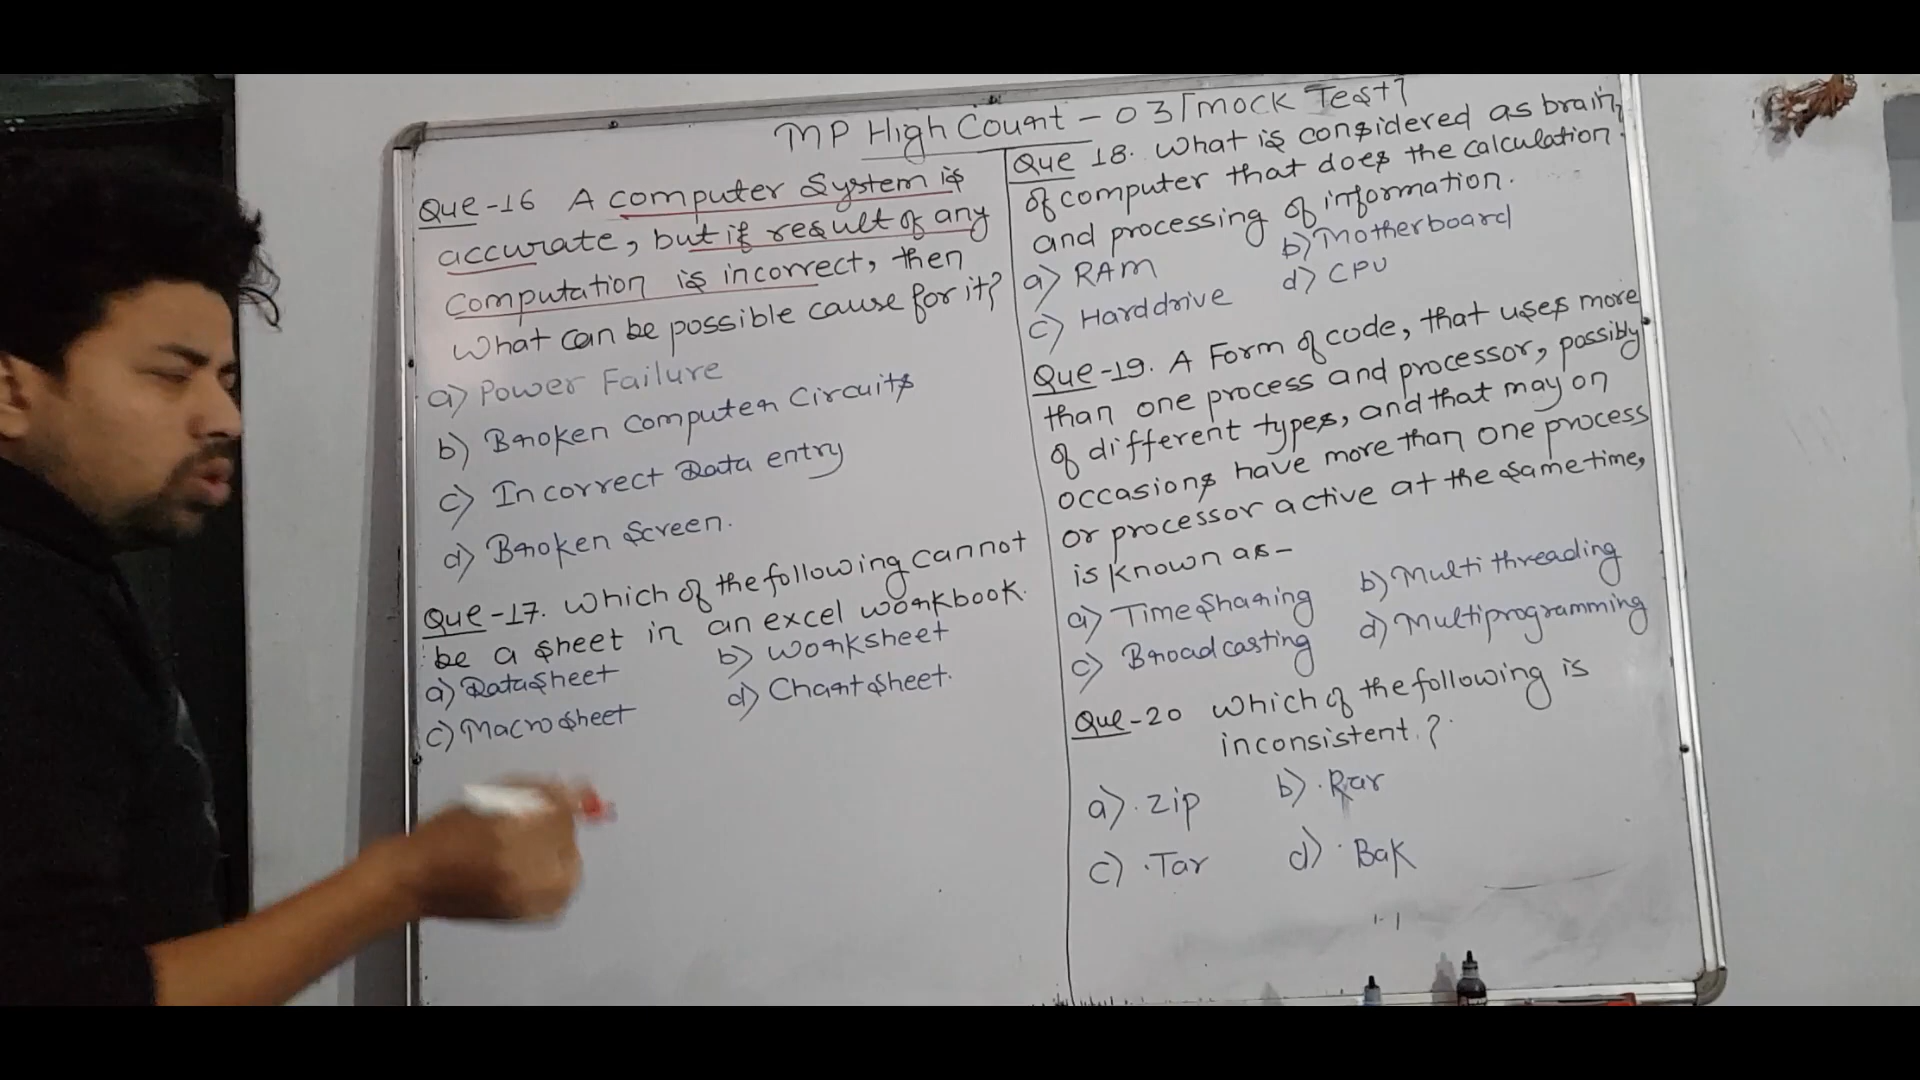 MP High Court - 03 [Mock Test]
Que-16 A computer System is
accurate, but if result of any
Computation is incorrect, then
What can be possible cause for it?
a) Power Failure
b) Broken Computer Circuits
c) Incorrect Data entry
d) Broken Screen.
Que-17. Which of the following cannot
be a sheet in an excel workbook.
a) Datasheet
b) Worksheet
c) Macrosheet
d) Chartsheet.
Que 18. What is considered as brain,
of computer that does the calculation
and processing of information.
a) RAM
b) Motherboard
c) Harddrive
d) CPU
Que-19. A Form of code, that uses more
than one process and processor, possibly
of different types, and that may on
occasions have more than one process
or processor active at the same time,
is known as-
a) Time Sharing
b) Multi threading
c) Broad casting
d) Multiprogramming
Que-20 Which of the following is
inconsistent.?
a) .Zip
b) .Rar
c) .Tar
d) .Bak